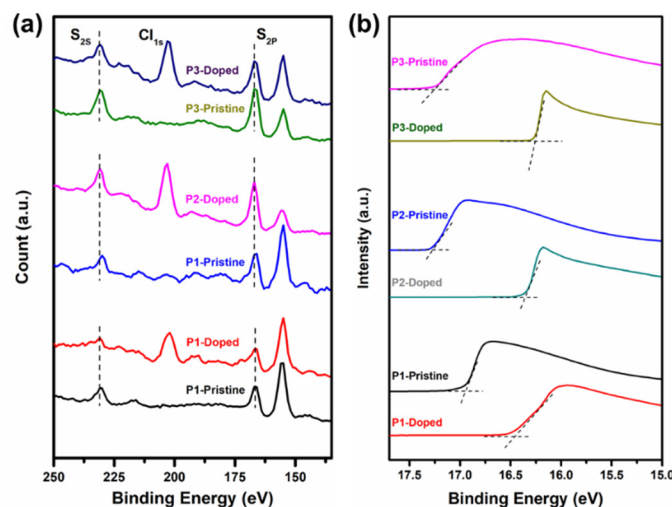 (a)
S2S
Cl1s
S2P
P3-Doped
P3-Pristine
P2-Doped
P1-Pristine
P1-Doped
P1-Pristine
Count (a.u.)
250 225 200 175 150
Binding Energy (eV)
(b)
P3-Pristine
P3-Doped
P2-Pristine
P2-Doped
P1-Pristine
P1-Doped
Intensity (a.u.)
17.5 17.0 16.5 16.0 15.5 15.0
Binding Energy (eV)